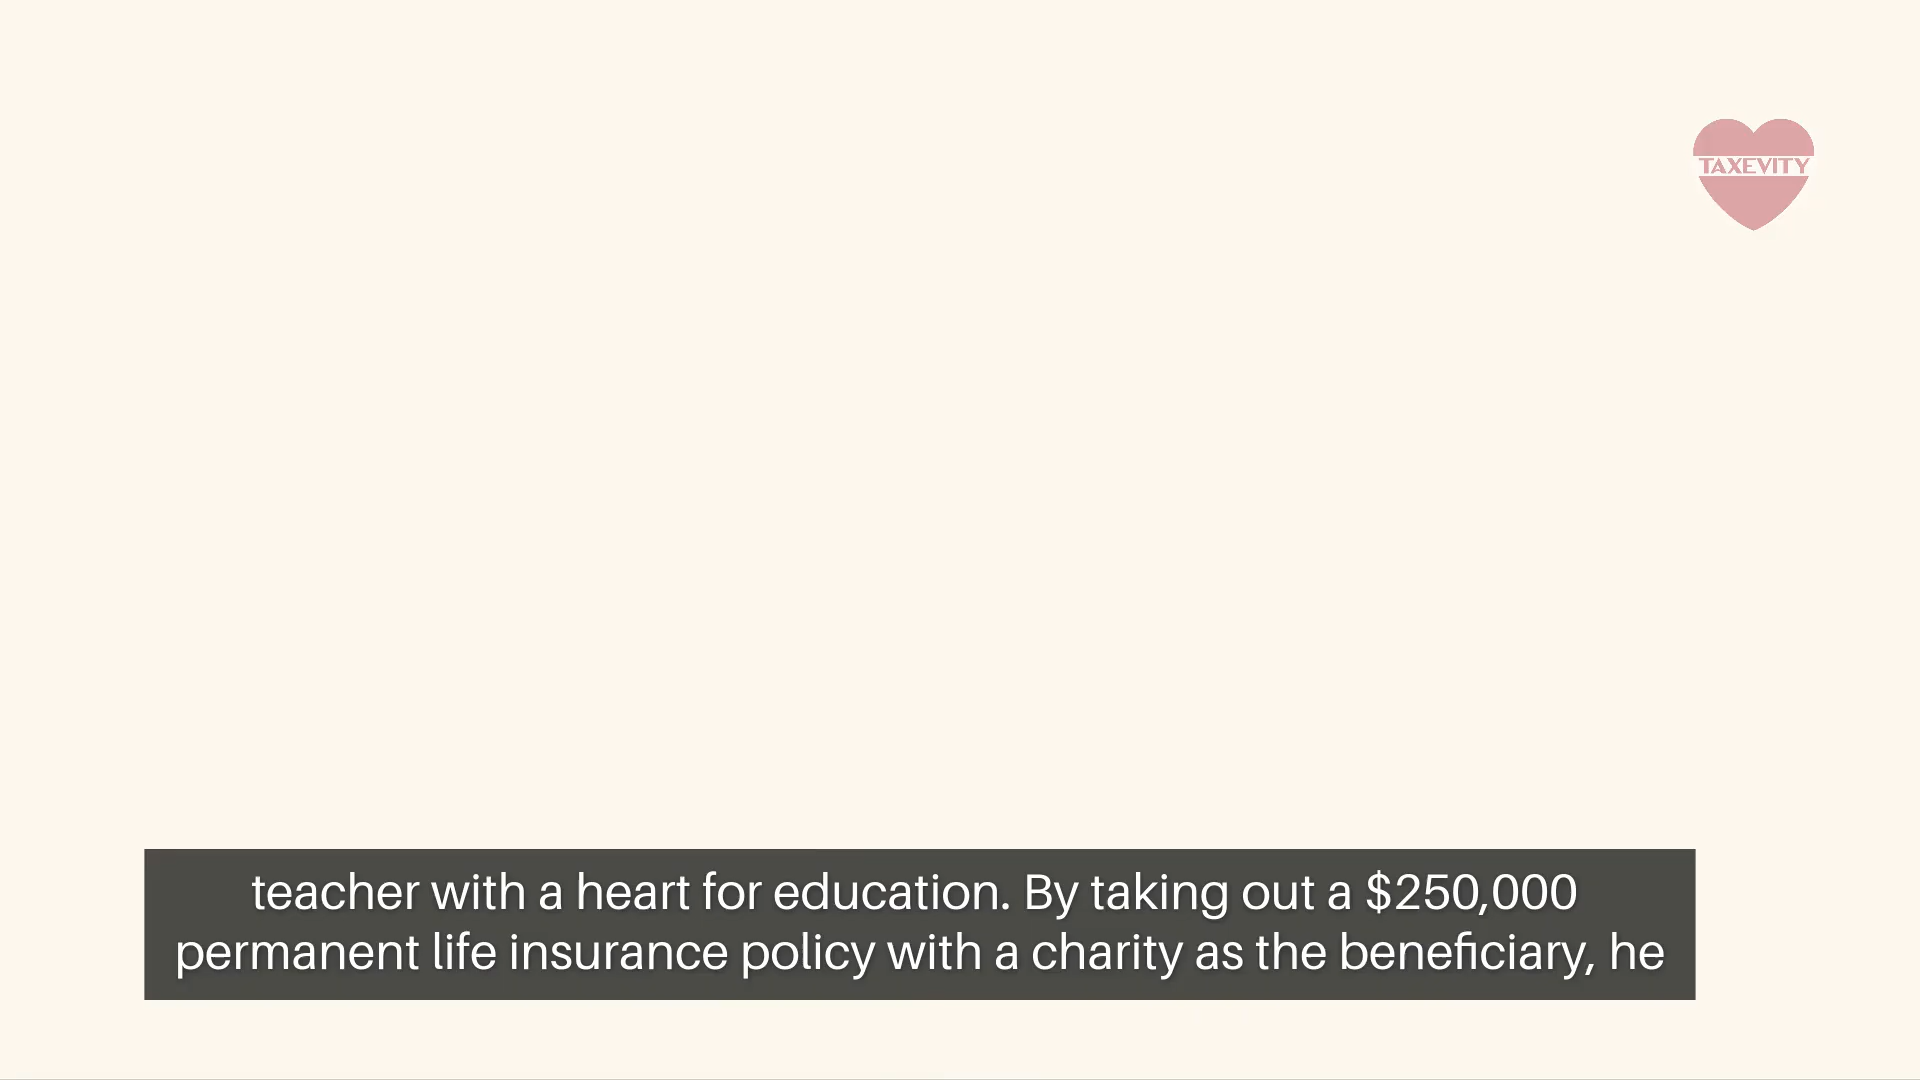 TAXEVITY
teacher with a heart for education. By taking out a $250,000
permanent life insurance policy with a charity as the beneficiary, he